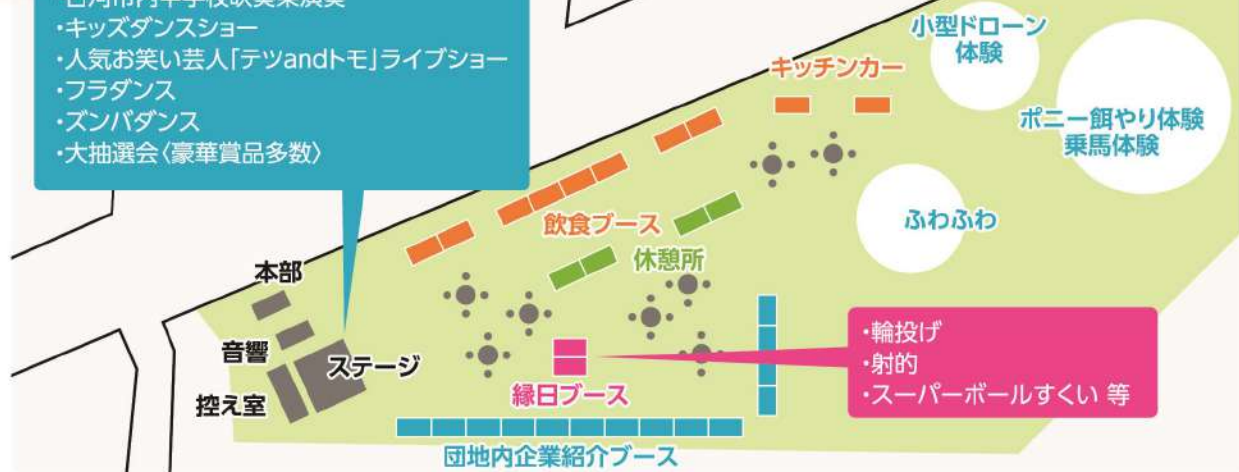 ・キッズダンスショー
・人気お笑い芸人「テツandトモ」ライブショー
・フラダンス
・ズンバダンス
・大抽選会〈豪華賞品多数〉
小型ドローン
体験
キッチンカー
ポニー餌やり体験
乗馬体験
飲食ブース
ふわふわ
休憩所
本部
音響
ステージ
控え室
縁日ブース
・輪投げ
・射的
・スーパーボールすくい 等
団地内企業紹介ブース